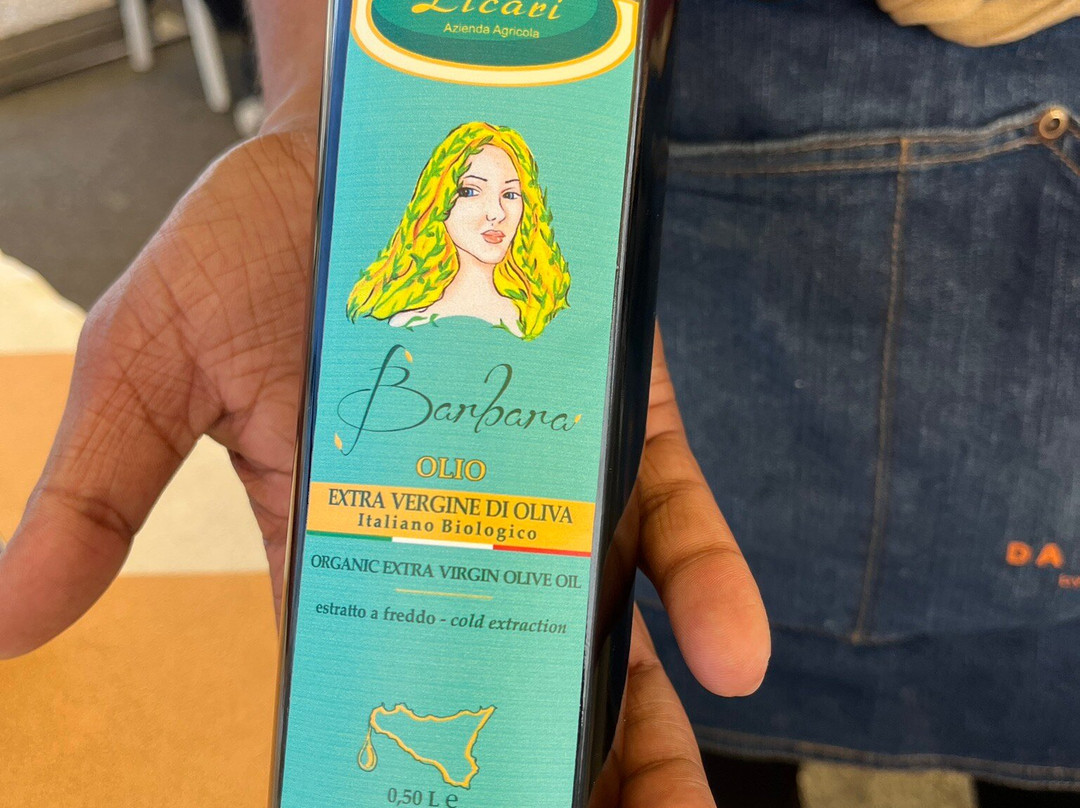 Licari
Azienda Agricola
Barbara
OLIO
EXTRA VERGINE DI OLIVA
Italiano Biologico
ORGANIC EXTRA VIRGIN OLIVE OIL
estratto a freddo - cold extraction
0,50 L e
DA